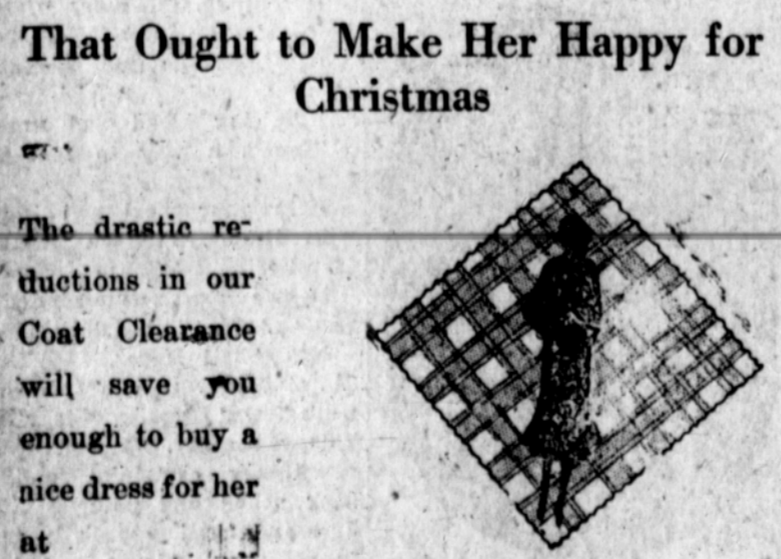 That Ought to Make Her Happy for
Christmas
The drastic re-
ductions in our
Coat Clearance
will save you
enough to buy a
nice dress for her
at